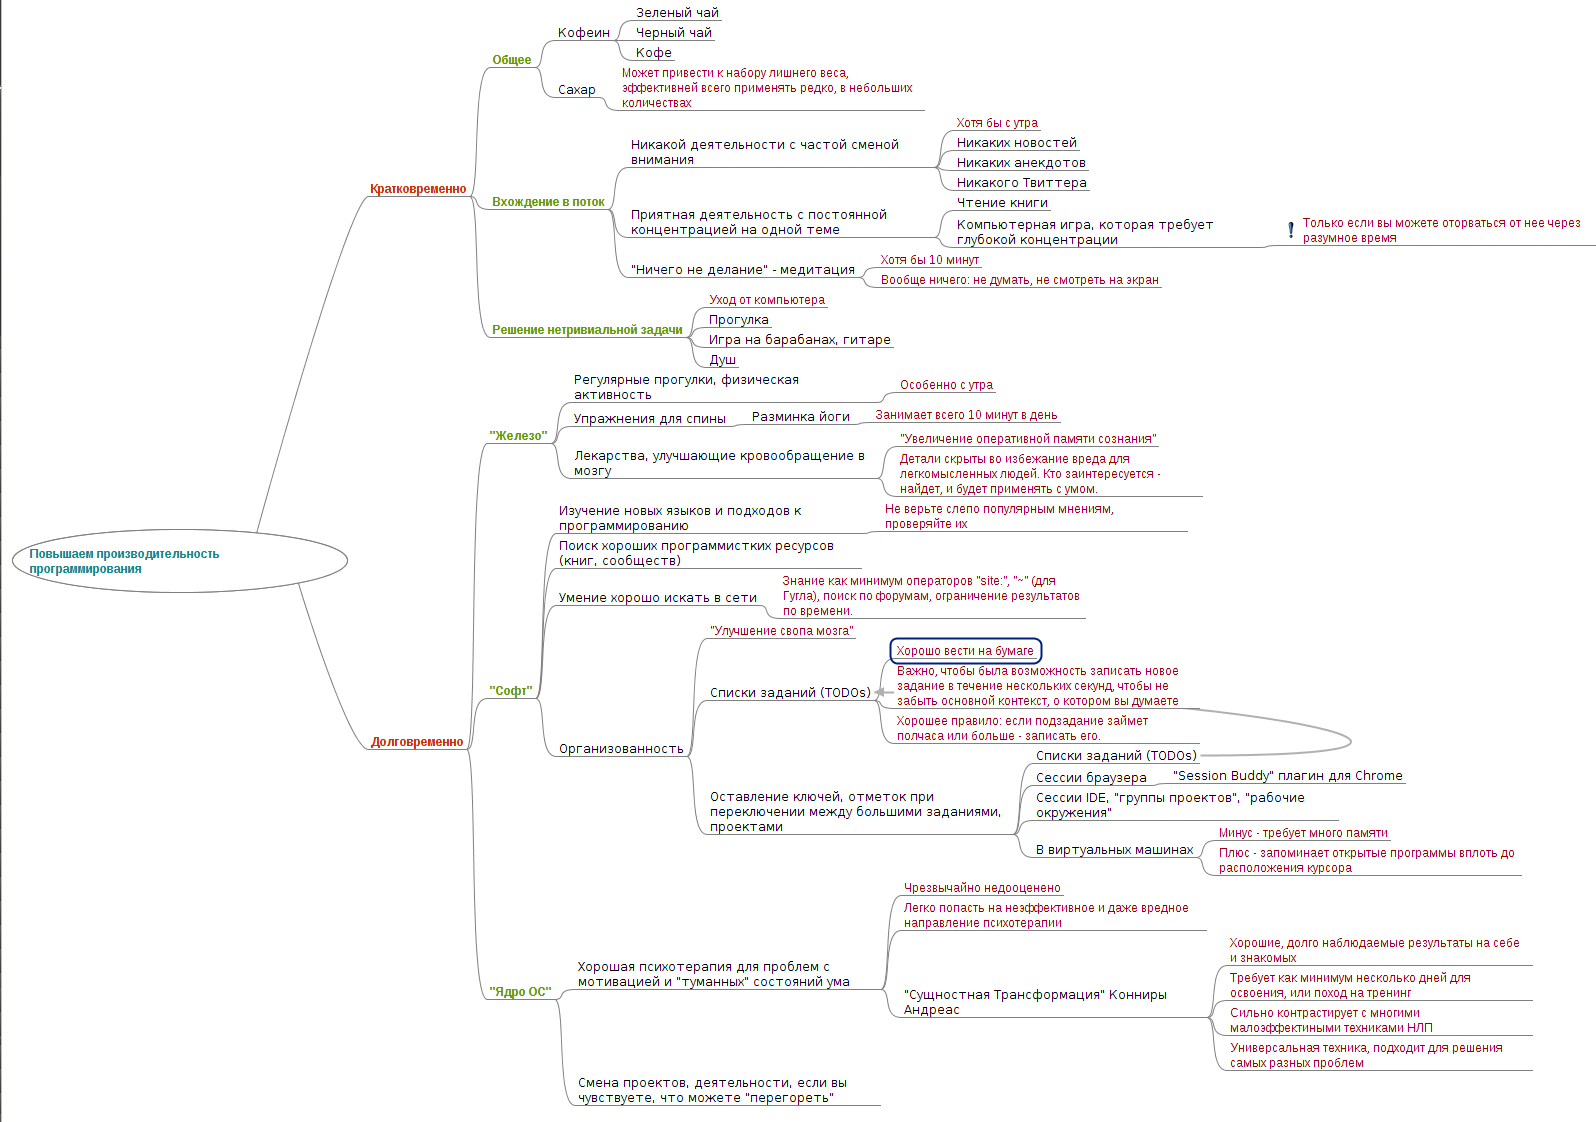 Повышаем производительность
программирования
Кратковременно
Общее
Кофеин
Зеленый чай
Черный чай
Кофе
Сахар
Может привести к набору лишнего веса,
эффективней всего применять редко, в небольших
количествах
Вхождение в поток
Никакой деятельности с частой сменой
внимания
Хотя бы с утра
Никаких новостей
Никаких анекдотов
Никакого Твиттера
Приятная деятельность с постоянной
концентрацией на одной теме
Чтение книги
Компьютерная игра, которая требует
глубокой концентрации
Только если вы можете оторваться от нее через
разумное время
"Ничего не делание" - медитация
Хотя бы 10 минут
Вообще ничего: не думать, не смотреть на экран
Решение нетривиальной задачи
Уход от компьютера
Прогулка
Игра на барабанах, гитаре
Душ
Долговременно
"Железо"
Регулярные прогулки, физическая
активность
Особенно с утра
Упражнения для спины
Разминка йоги
Занимает всего 10 минут в день
Лекарства, улучшающие кровообращение в
мозгу
"Увеличение оперативной памяти сознания"
Детали скрыты во избежание вреда для
легкомысленных людей. Кто заинтересуется -
найдет, и будет применять с умом.
"Софт"
Изучение новых языков и подходов к
программированию
Не верьте слепо популярным мнениям,
проверяйте их
Поиск хороших программистких ресурсов
(книг, сообществ)
Умение хорошо искать в сети
Знание как минимум операторов "site:", "~" (для
Гугла), поиск по форумам, ограничение результатов
по времени.
Организованность
"Улучшение свопа мозга"
Списки заданий (TODOs)
Хорошо вести на бумаге
Важно, чтобы была возможность записать новое
задание в течение нескольких секунд, чтобы не
забыть основной контекст, о котором вы думаете
Хорошее правило: если подзадание займет
полчаса или больше - записать его.
Оставление ключей, отметок при
переключении между большими заданиями,
проектами
Списки заданий (TODOs)
Сессии браузера
"Session Buddy" плагин для Chrome
Сессии IDE, "группы проектов", "рабочие
окружения"
В виртуальных машинах
Минус - требует много памяти
Плюс - запоминает открытые программы вплоть до
расположения курсора
"Ядро ОС"
Хорошая психотерапия для проблем с
мотивацией и "туманных" состояний ума
Чрезвычайно недооценено
Легко попасть на неэффективное и даже вредное
направление психотерапии
"Сущностная Трансформация" Конниры
Андреас
Хорошие, долго наблюдаемые результаты на себе
и знакомых
Требует как минимум несколько дней для
освоения, или поход на тренинг
Сильно контрастирует с многими
малоэффектиными техниками НЛП
Универсальная техника, подходит для решения
самых разных проблем
Смена проектов, деятельности, если вы
чувствуете, что можете "перегореть"